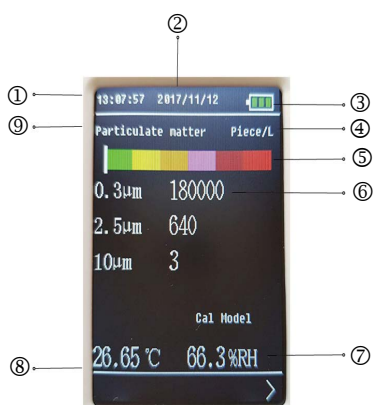 ②
① 13:07:57 2017/11/12 ③
⑨ Particulate matter Piece/L ④
⑤
0.3μm 180000 ⑥
2.5μm 640
10μm 3
Cal Model
26.65℃ 66.3%RH ⑦
⑧
>